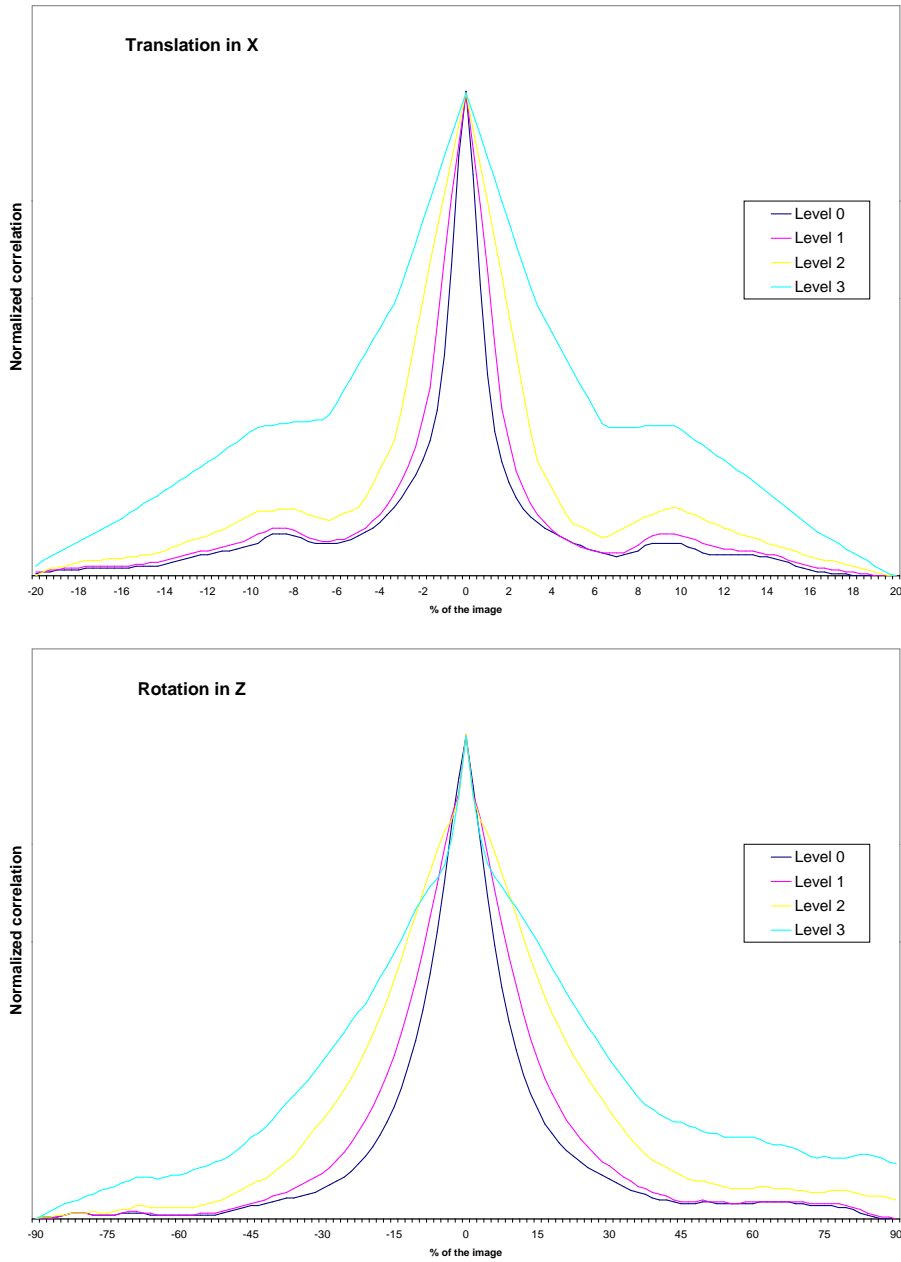 Translation in X
Normalized correlation
Level 0
Level 1
Level 2
Level 3
-20 -18 -16 -14 -12 -10 -8 -6 -4 -2 0 2 4 6 8 10 12 14 16 18 20
% of the image
Rotation in Z
Normalized correlation
Level 0
Level 1
Level 2
Level 3
-90 -75 -60 -45 -30 -15 0 15 30 45 60 75 90
% of the image